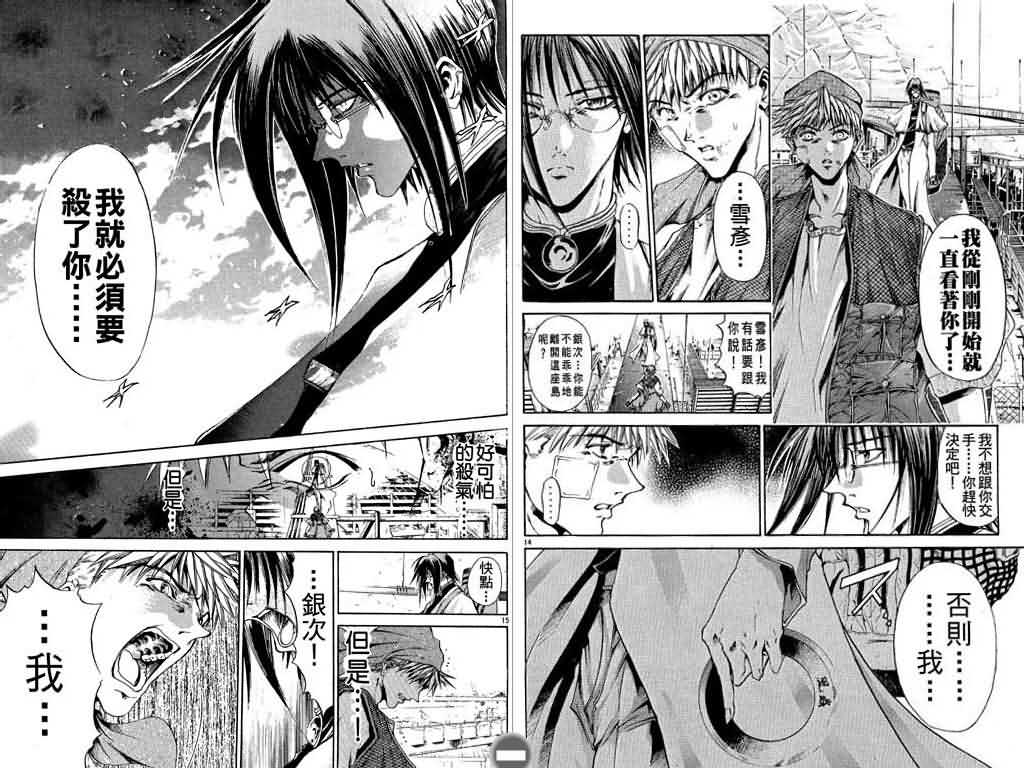 我從剛剛開始就
一直看著你了…
…雪彥…
……
雪彥！我
有話要跟
你說！
銀次…你能
不能乖乖地
離開這座島
呢？
我不想跟你交
手……你趕快
決定吧！
……
14
否則……
……我…
我就必須要
殺了你……
好可怕
的殺氣…
但是…
快點…
15
…銀次！
但是…！
…我…